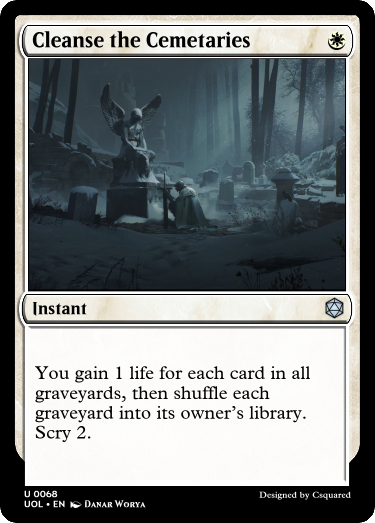 Cleanse the Cemetaries
Instant
You gain 1 life for each card in all
graveyards, then shuffle each
graveyard into its owner's library.
Scry 2.
U 0068
UOL • EN Danar Worya
Designed by Csquared